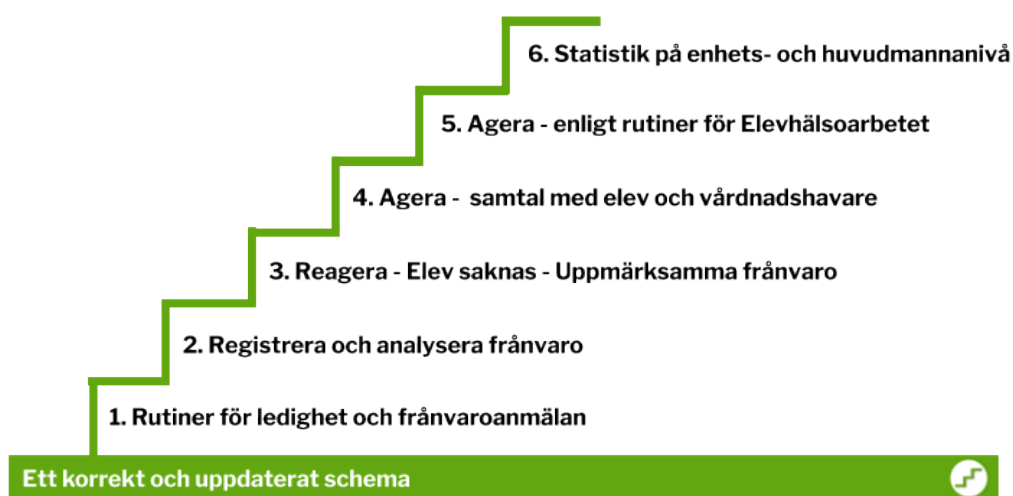 6. Statistik på enhets- och huvudmannanivå
5. Agera - enligt rutiner för Elevhälsoarbetet
4. Agera -  samtal med elev och vårdnadshavare
3. Reagera - Elev saknas - Uppmärksamma frånvaro
2. Registrera och analysera frånvaro
1. Rutiner för ledighet och frånvaroanmälan
Ett korrekt och uppdaterat schema